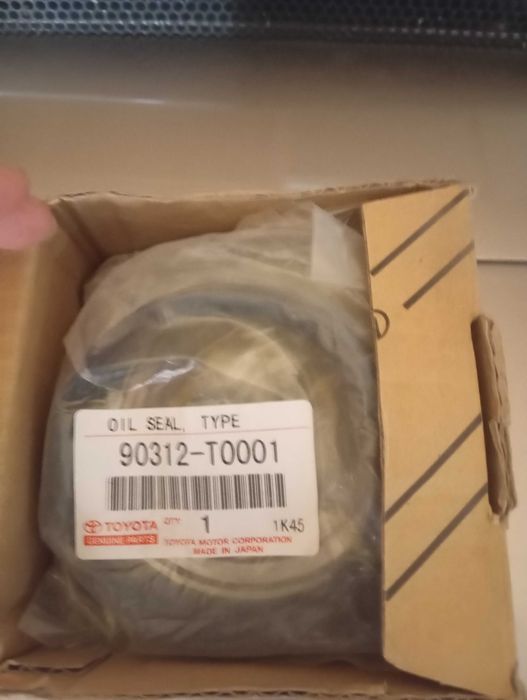 OIL SEAL, TYPE
90312-T0001
TOYOTA QTY 1 1K45
GENUINE PARTS TOYOTA MOTOR CORPORATION
MADE IN JAPAN